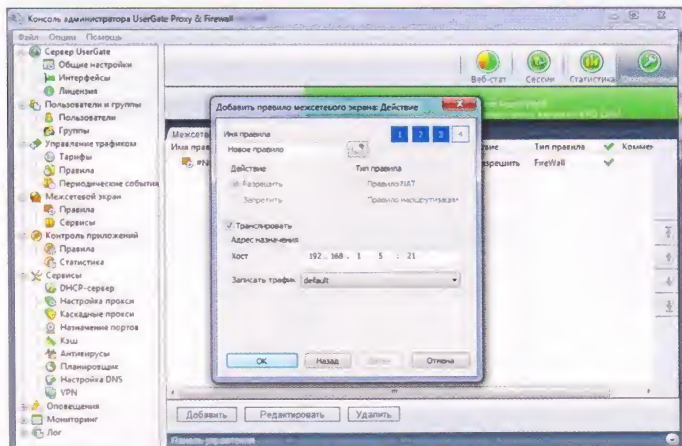 Консоль администратора UserGate Proxy & Firewall
Файл Опции Помощь
Сервер UserGate
Общие настройки
Интерфейсы
Лицензия
Пользователи и группы
Пользователи
Группы
Управление трафиком
Тарифы
Правила
Периодические события
Межсетевой экран
Правила
Сервисы
Контроль приложений
Правила
Статистика
Сервисы
DHCP-сервер
Настройка прокси
Каскадные прокси
Назначение портов
Кэш
Антивирусы
Планировщик
Настройка DNS
VPN
Оповещения
Мониторинг
Лог
Веб-стат
Сессии
Статистика
Межсете
Имя прав
Тип правила
Коммен
азрешить
FireWall
Добавить правило межсетевого экрана: Действие
Имя правила
1 2 3 4
Новое правило
Действие
Тип правила
Разрешить
Правило NAT
Запретить
Правило маршрутизации
Транслировать
Адрес назначения
Хост
192 . 168 . 1 5 : 21
Записать трафик
default
OK
Назад
Далее
Отмена
Добавить
Редактировать
Удалить
Панель управления